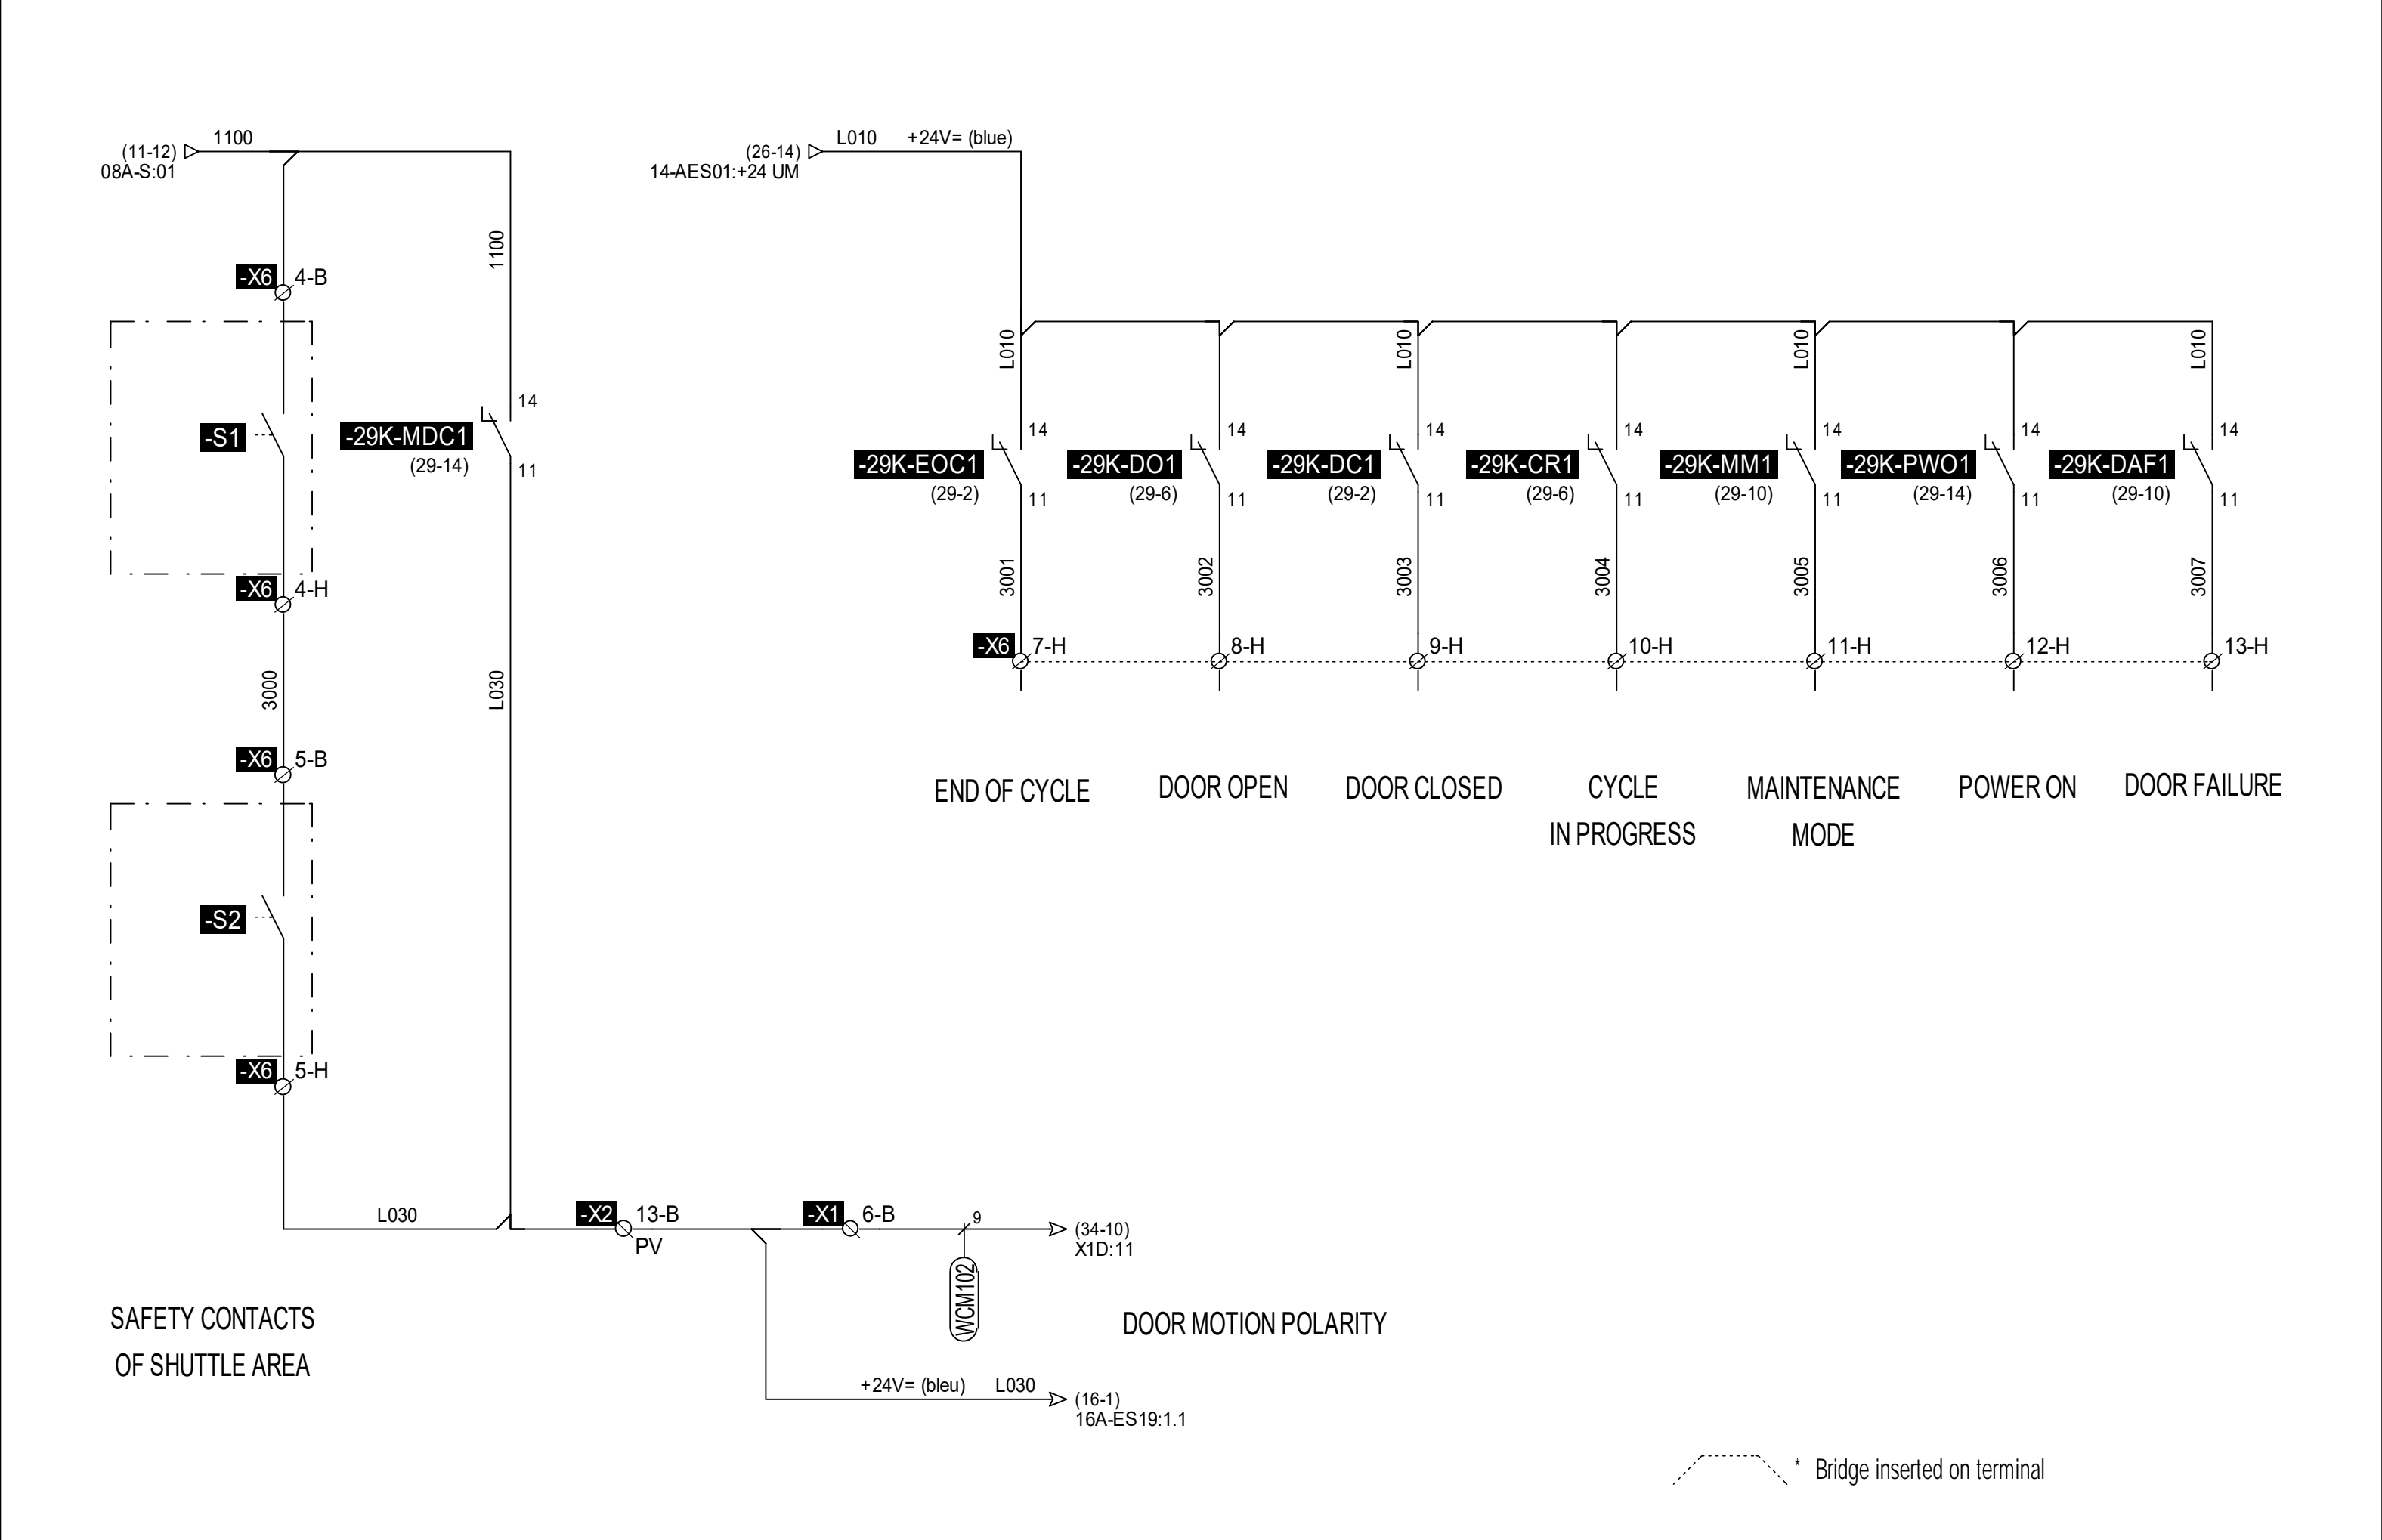 1100
(11-12)
08A-S:01
L010 +24V= (blue)
(26-14)
14-AES01:+24 UM
1100
-X6 4-B
L010
L010
L010
L010
-S1
-29K-MDC1
(29-14)
14
11
-29K-EOC1
(29-2)
14
11
-29K-DO1
(29-6)
14
11
-29K-DC1
(29-2)
14
11
-29K-CR1
(29-6)
14
11
-29K-MM1
(29-10)
14
11
-29K-PWO1
(29-14)
14
11
-29K-DAF1
(29-10)
14
11
-X6 4-H
3001
3002
3003
3004
3005
3006
3007
-X6 7-H
8-H
9-H
10-H
11-H
12-H
13-H
3000
L030
-X6 5-B
END OF CYCLE
DOOR OPEN
DOOR CLOSED
CYCLE
IN PROGRESS
MAINTENANCE
MODE
POWER ON
DOOR FAILURE
-S2
-X6 5-H
L030
-X2 13-B
PV
-X1 6-B
9
(34-10)
X1D:11
WCM102
SAFETY CONTACTS
OF SHUTTLE AREA
DOOR MOTION POLARITY
+24V= (bleu) L030
(16-1)
16A-ES19:1.1
* Bridge inserted on terminal